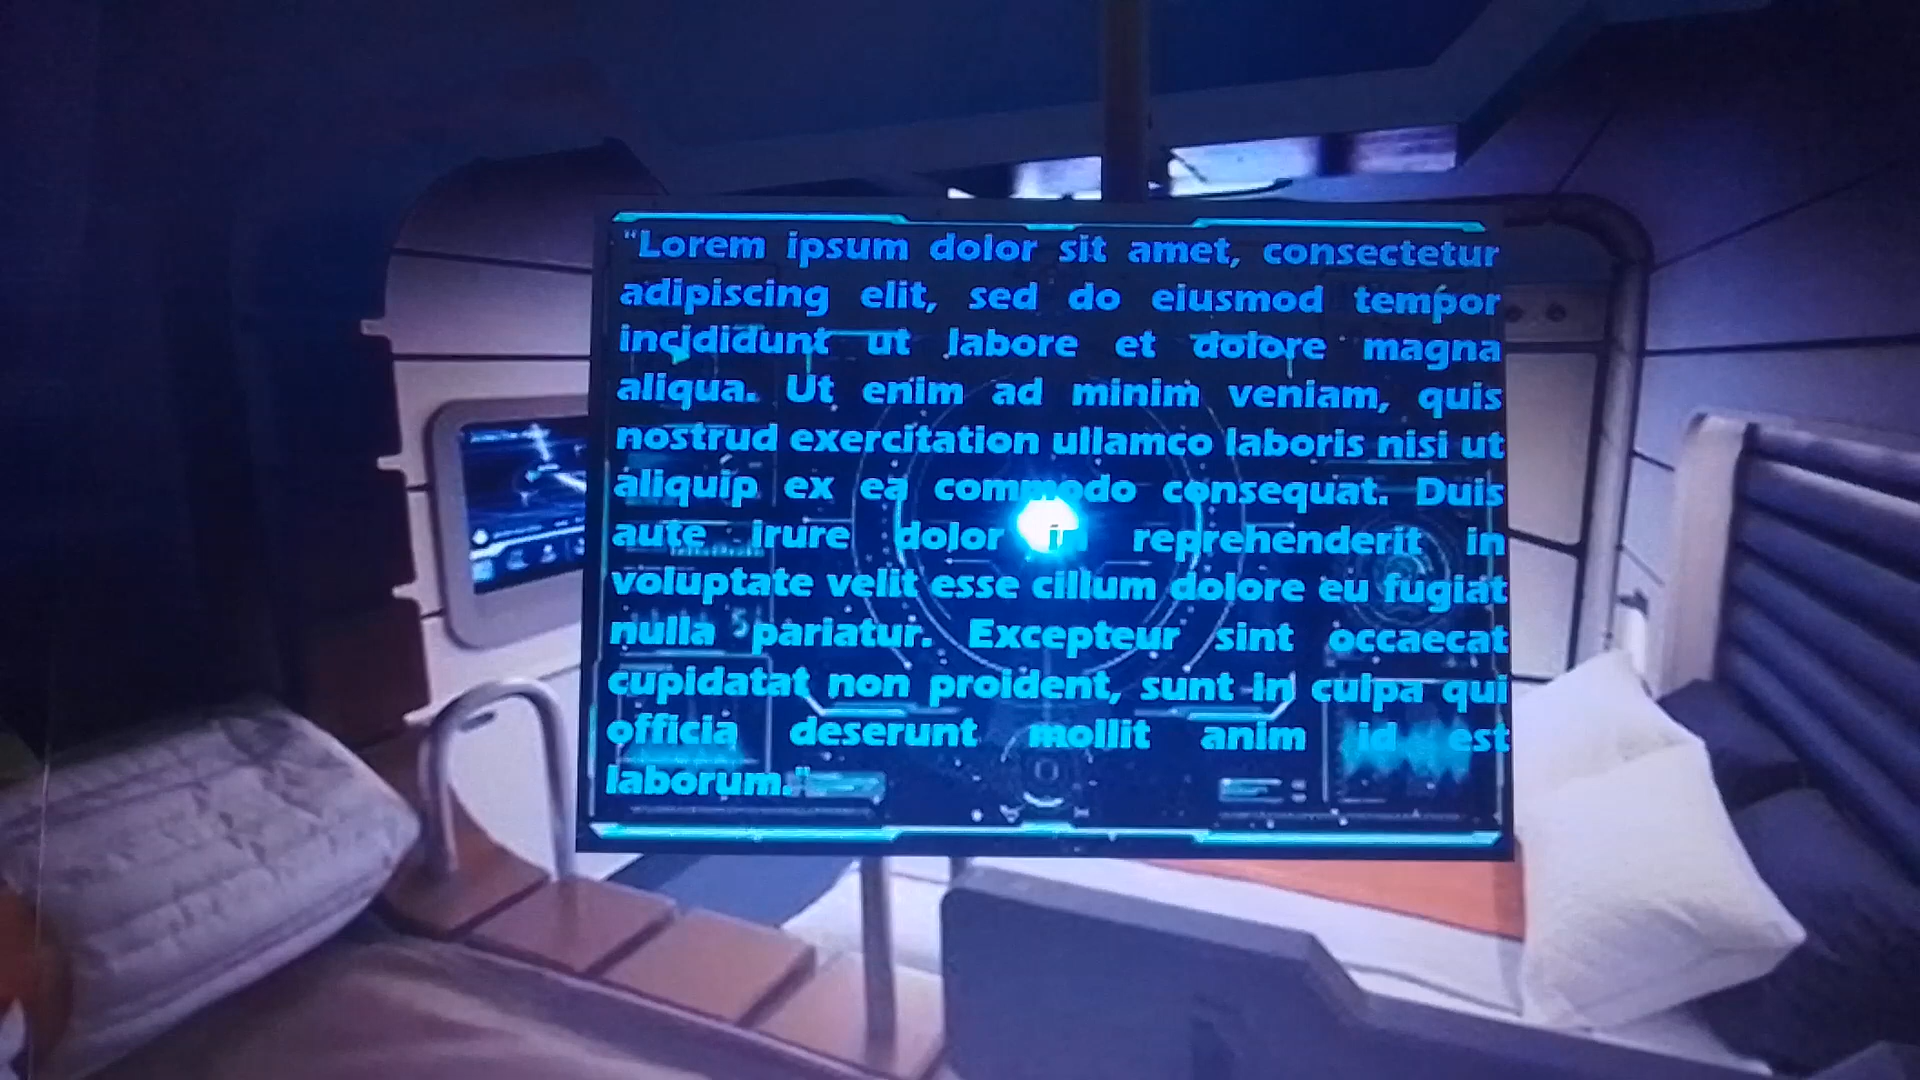 "Lorem ipsum dolor sit amet, consectetur
adipiscing elit, sed do eiusmod tempor
incididunt ut labore et dolore magna
aliqua. Ut enim ad minim veniam, quis
nostrud exercitation ullamco laboris nisi ut
aliquip ex ea commodo consequat. Duis
aute irure dolor in reprehenderit in
voluptate velit esse cillum dolore eu fugiat
nulla pariatur. Excepteur sint occaecat
cupidatat non proident, sunt in culpa qui
officia deserunt mollit anim id est
laborum."